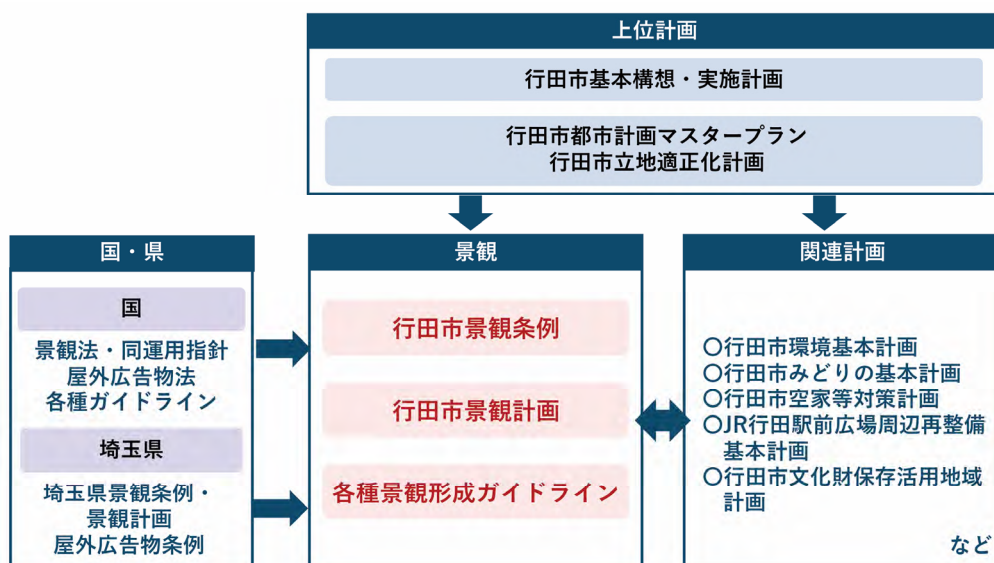 上位計画
行田市基本構想・実施計画
行田市都市計画マスタープラン
行田市立地適正化計画
国・県
国
景観法・同運用指針
屋外広告物法
各種ガイドライン
埼玉県
埼玉県景観条例・
景観計画
屋外広告物条例
景観
行田市景観条例
行田市景観計画
各種景観形成ガイドライン
関連計画
〇行田市環境基本計画
〇行田市みどりの基本計画
〇行田市空家等対策計画
〇JR行田駅前広場周辺再整備
基本計画
〇行田市文化財保存活用地域
計画
など